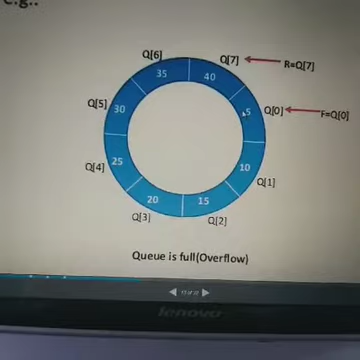 e.g..
Q[6]
Q[7]
R=Q[7]
35
40
Q[5]
30
5
Q[0]
F=Q[0]
Q[4]
25
10
Q[1]
20
15
Q[3]
Q[2]
Queue is full(Overflow)
lenovo